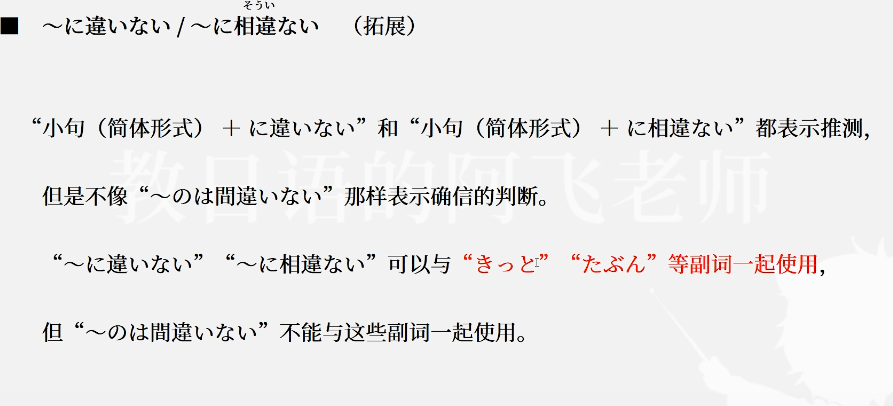 ■ ～に違いない / ～に相違ない （拓展）
そうい
“小句（简体形式）＋ に違いない”和“小句（简体形式）＋ に相違ない”都表示推测，
但是不像“～のは間違いない”那样表示确信的判断。
“～に違いない”“～に相違ない”可以与“きっと”“たぶん”等副词一起使用，
但“～のは間違いない”不能与这些副词一起使用。
教日语的阿飞老师